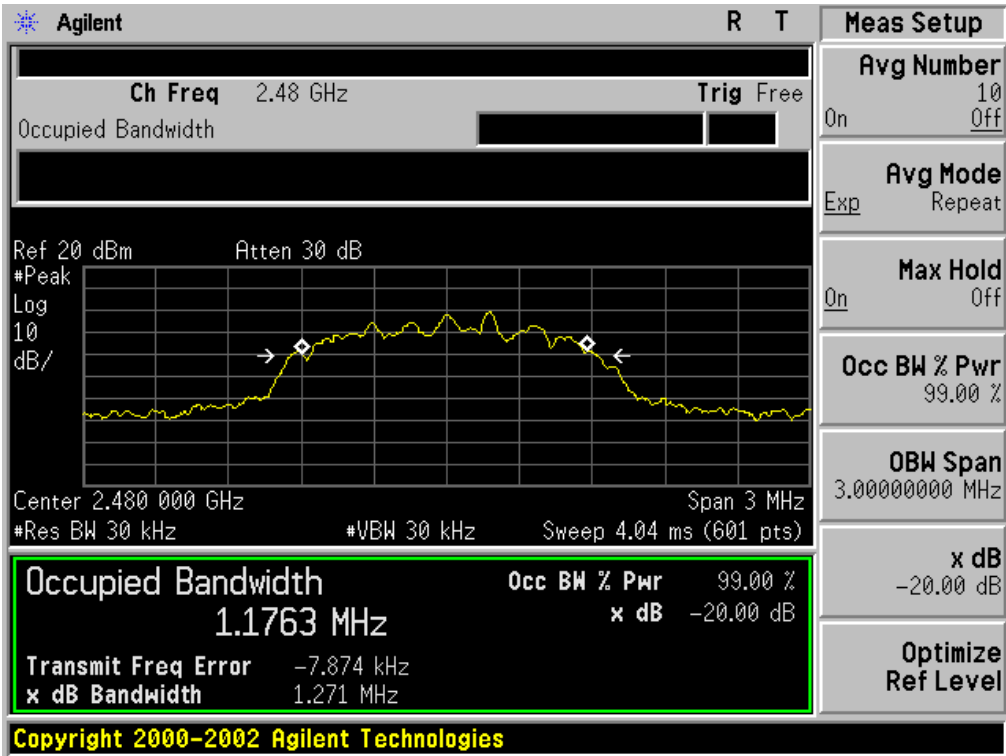 Agilent R T
Ch Freq 2.48 GHz Trig Free
Occupied Bandwidth
Ref 20 dBm Atten 30 dB
#Peak
Log
10
dB/
Center 2.480 000 GHz Span 3 MHz
#Res BW 30 kHz #VBW 30 kHz Sweep 4.04 ms (601 pts)
Occupied Bandwidth Occ BW % Pwr 99.00 %
1.1763 MHz x dB -20.00 dB
Transmit Freq Error -7.874 kHz
x dB Bandwidth 1.271 MHz
Copyright 2000-2002 Agilent Technologies
Meas Setup
Avg Number
10
On Off
Avg Mode
Exp Repeat
Max Hold
On Off
Occ BW % Pwr
99.00 %
OBW Span
3.00000000 MHz
x dB
-20.00 dB
Optimize
Ref Level